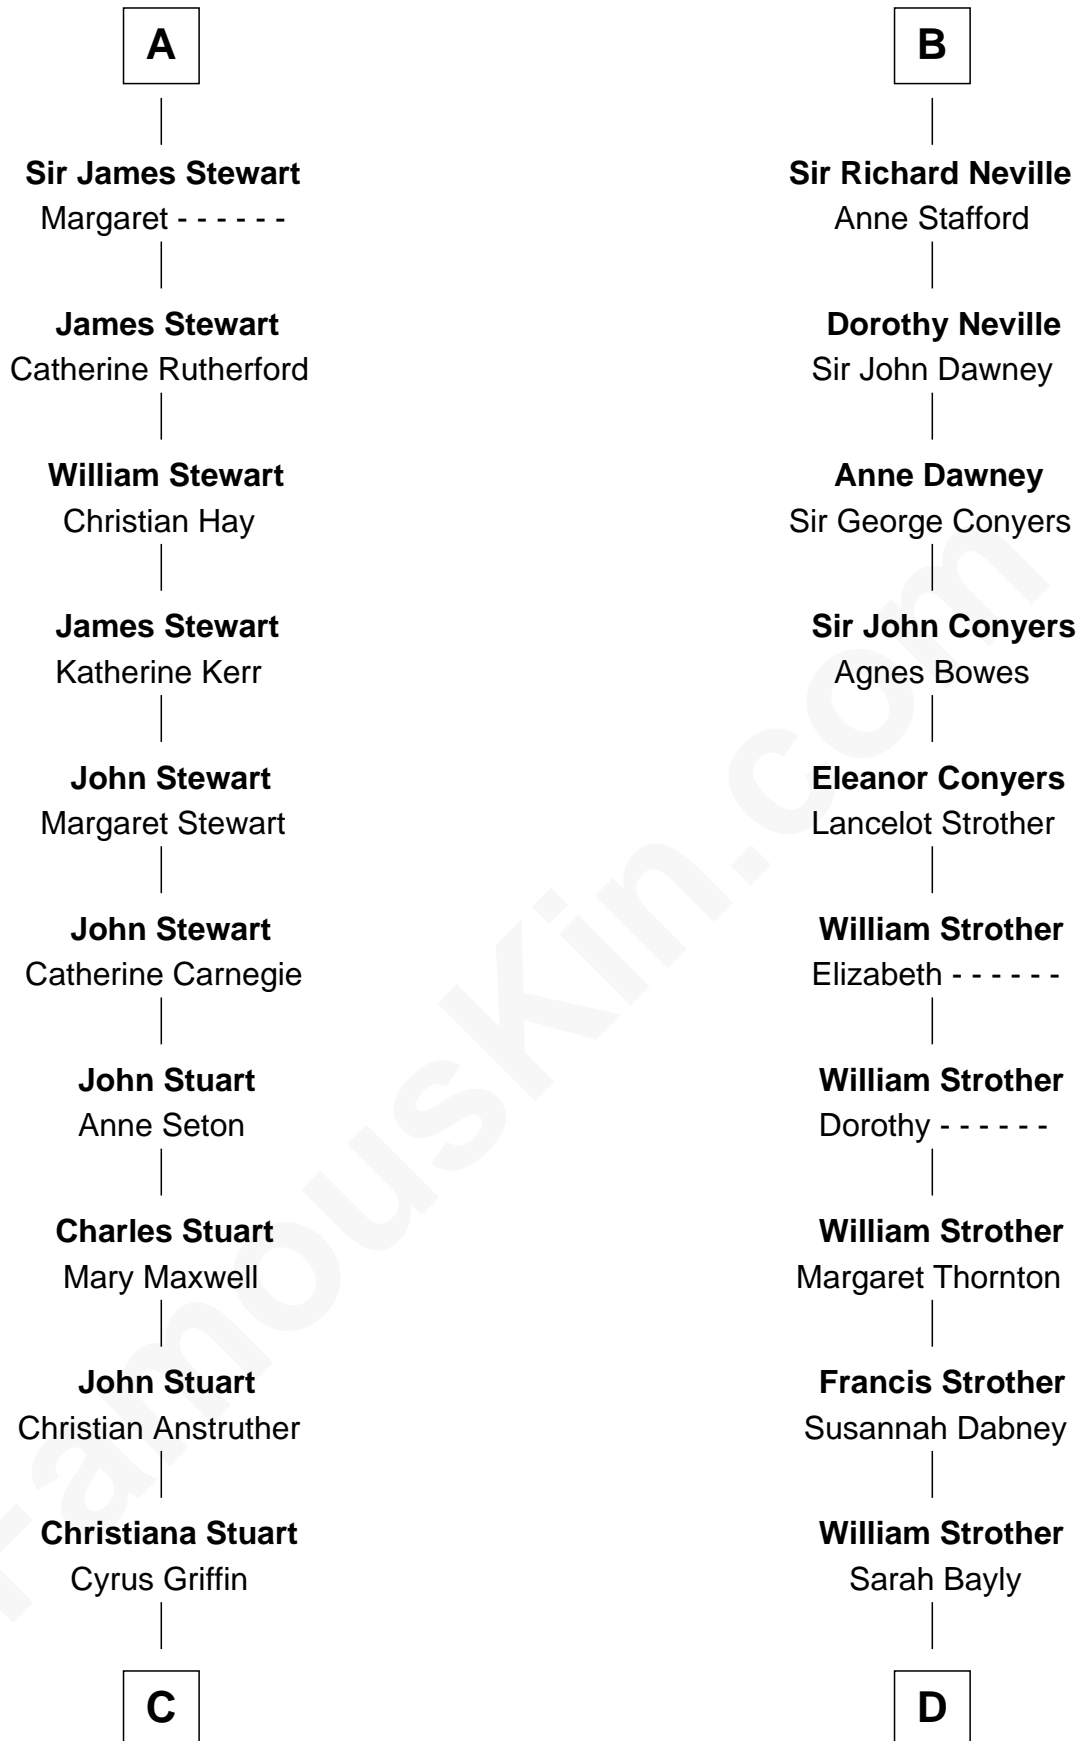 A
Sir James Stewart
Margaret - - - - - -
James Stewart
Catherine Rutherford
William Stewart
Christian Hay
James Stewart
Katherine Kerr
John Stewart
Margaret Stewart
John Stewart
Catherine Carnegie
John Stuart
Anne Seton
Charles Stuart
Mary Maxwell
John Stuart
Christian Anstruther
Christiana Stuart
Cyrus Griffin
C
B
Sir Richard Neville
Anne Stafford
Dorothy Neville
Sir John Dawney
Anne Dawney
Sir George Conyers
Sir John Conyers
Agnes Bowes
Eleanor Conyers
Lancelot Strother
William Strother
Elizabeth - - - - - -
William Strother
Dorothy - - - - - -
William Strother
Margaret Thornton
Francis Strother
Susannah Dabney
William Strother
Sarah Bayly
D
FamousKin.com